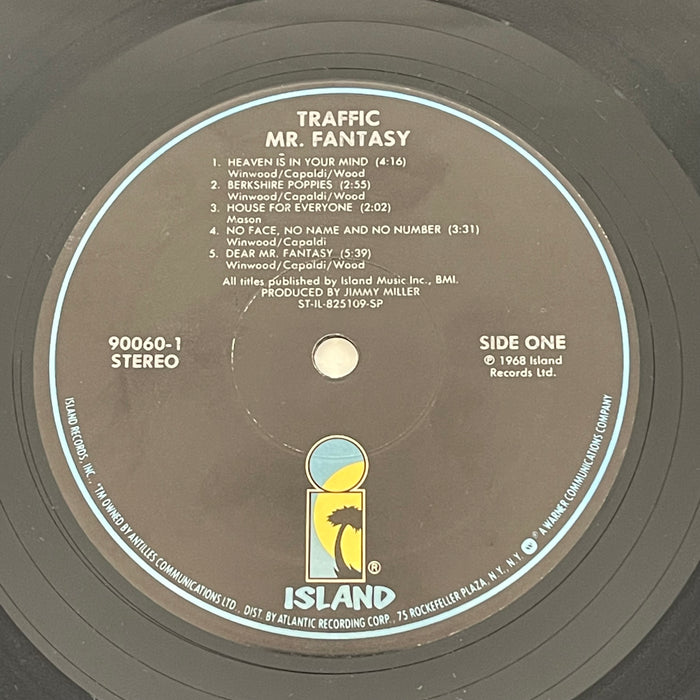 TRAFFIC
MR. FANTASY
1. HEAVEN IS IN YOUR MIND (4:16)
Winwood/Capaldi/Wood
2. BERKSHIRE POPPIES (2:55)
Winwood/Capaldi/Wood
3. HOUSE FOR EVERYONE (2:02)
Mason
4. NO FACE, NO NAME AND NO NUMBER (3:31)
Winwood/Capaldi
5. DEAR MR. FANTASY (5:39)
Winwood/Capaldi/Wood
All titles published by Island Music Inc., BMI.
PRODUCED BY JIMMY MILLER
ST-IL-825109-SP
90060-1
STEREO
SIDE ONE
℗ 1968 Island
Records Ltd.
ISLAND®
ISLAND RECORDS, INC., *TM OWNED BY ANTILLES COMMUNICATIONS LTD., DIST. BY ATLANTIC RECORDING CORP., 75 ROCKEFELLER PLAZA, N.Y., N.Y. ® A WARNER COMMUNICATIONS COMPANY